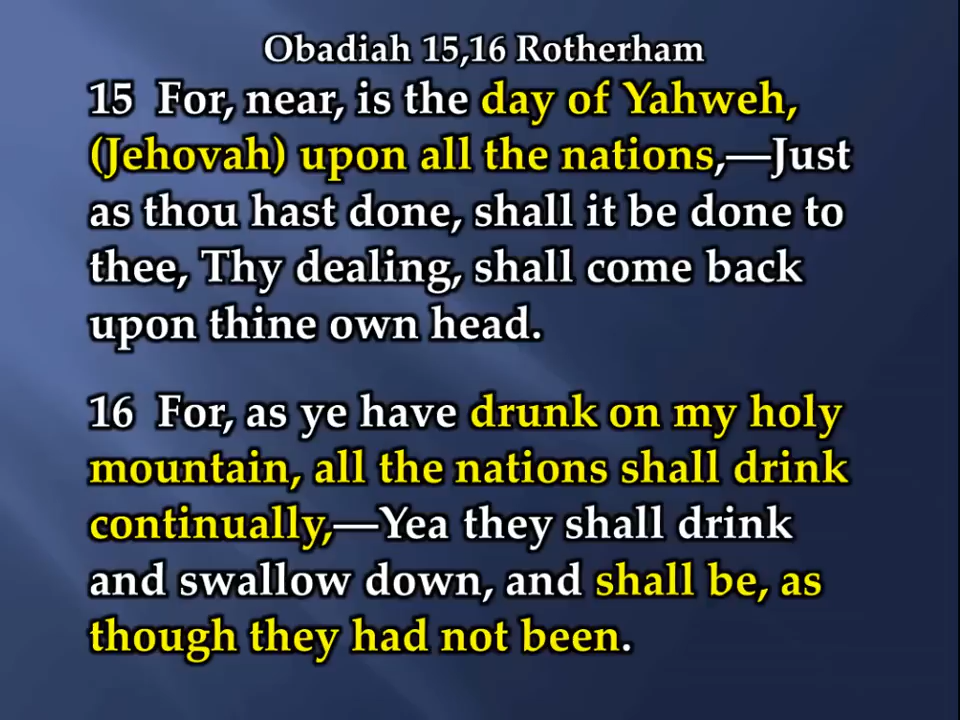 Obadiah 15,16 Rotherham
15 For, near, is the day of Yahweh,
(Jehovah) upon all the nations,—Just
as thou hast done, shall it be done to
thee, Thy dealing, shall come back
upon thine own head.
16 For, as ye have drunk on my holy
mountain, all the nations shall drink
continually,—Yea they shall drink
and swallow down, and shall be, as
though they had not been.